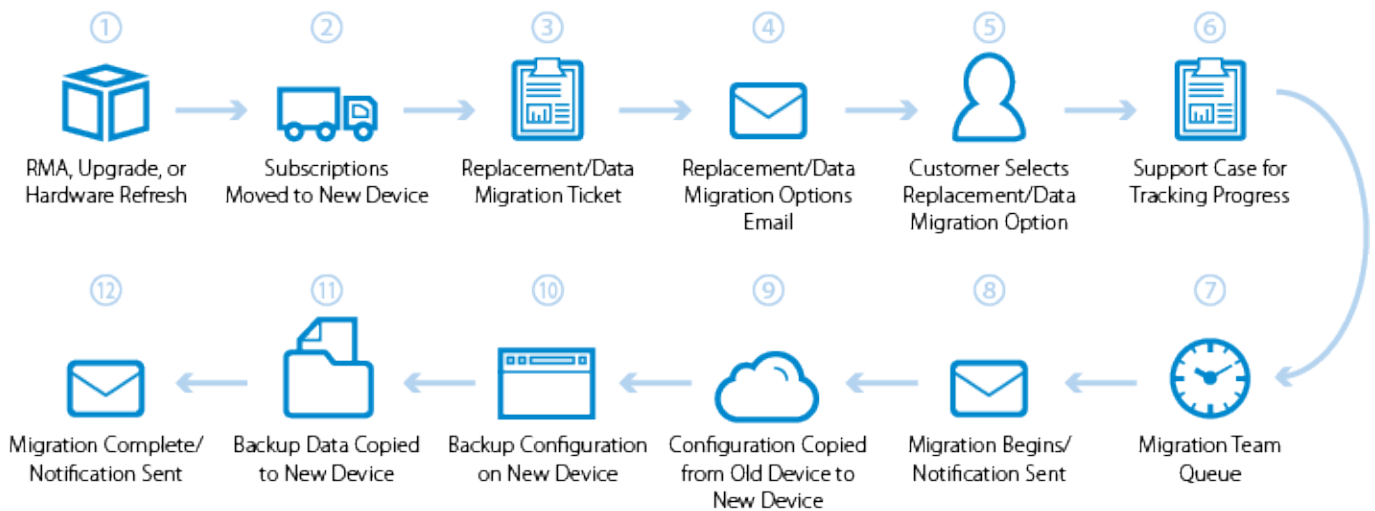 ① ② ③ ④ ⑤ ⑥
RMA, Upgrade, or
Hardware Refresh
Subscriptions
Moved to New Device
Replacement/Data
Migration Ticket
Replacement/Data
Migration Options
Email
Customer Selects
Replacement/Data
Migration Option
Support Case for
Tracking Progress
⑫ ⑪ ⑩ ⑨ ⑧ ⑦
Migration Complete/
Notification Sent
Backup Data Copied
to New Device
Backup Configuration
on New Device
Configuration Copied
from Old Device to
New Device
Migration Begins/
Notification Sent
Migration Team
Queue